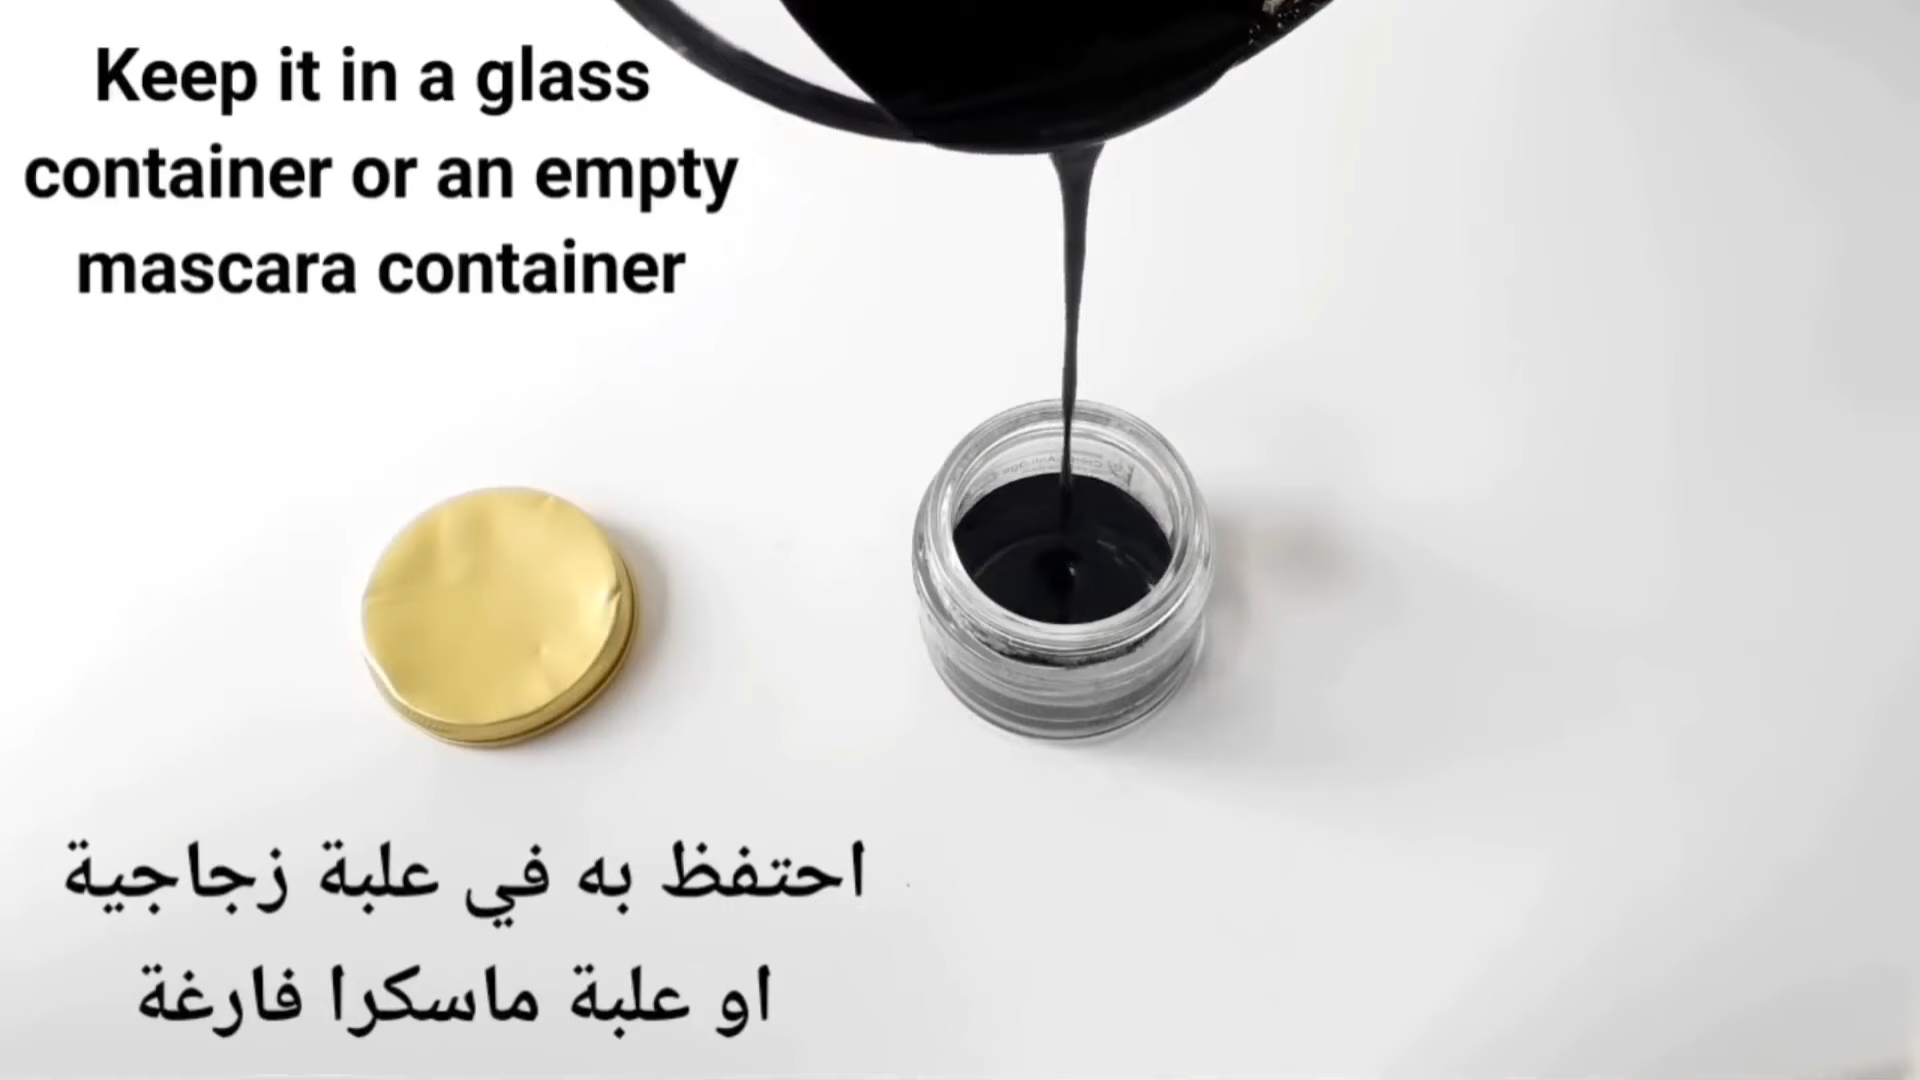 Keep it in a glass
container or an empty
mascara container
احتفظ به في علبة زجاجية
او علبة ماسكرا فارغة